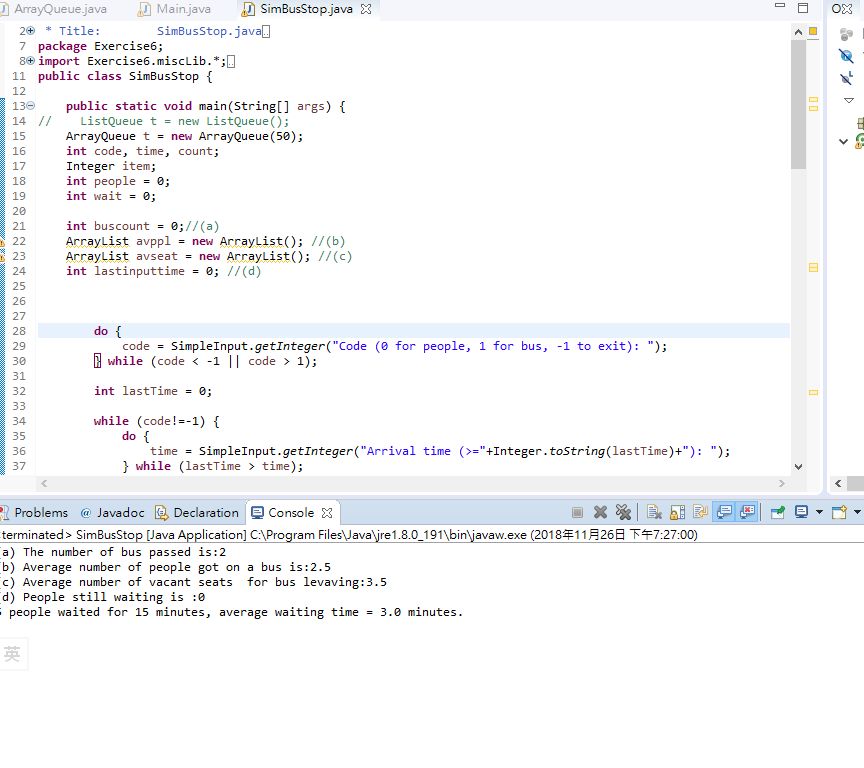 ArrayQueue.java Main.java SimBusStop.java
2 * Title: SimBusStop.java
7 package Exercise6;
8 import Exercise6.miscLib.*;
11 public class SimBusStop {
12
13 public static void main(String[] args) {
14 // ListQueue t = new ListQueue();
15 ArrayQueue t = new ArrayQueue(50);
16 int code, time, count;
17 Integer item;
18 int people = 0;
19 int wait = 0;
20
21 int buscount = 0;//(a)
22 ArrayList avppl = new ArrayList(); //(b)
23 ArrayList avseat = new ArrayList(); //(c)
24 int lastinputtime = 0; //(d)
25
26
27
28 do {
29 code = SimpleInput.getInteger("Code (0 for people, 1 for bus, -1 to exit): ");
30 } while (code < -1 || code > 1);
31
32 int lastTime = 0;
33
34 while (code!=-1) {
35 do {
36 time = SimpleInput.getInteger("Arrival time (>="+Integer.toString(lastTime)+"): ");
37 } while (lastTime > time);
Problems @ Javadoc Declaration Console
terminated> SimBusStop [Java Application] C:\Program Files\Java\jre1.8.0_191\bin\javaw.exe (2018年11月26日 下午7:27:00)
(a) The number of bus passed is:2
(b) Average number of people got on a bus is:2.5
(c) Average number of vacant seats  for bus levaving:3.5
(d) People still waiting is :0
5 people waited for 15 minutes, average waiting time = 3.0 minutes.
英